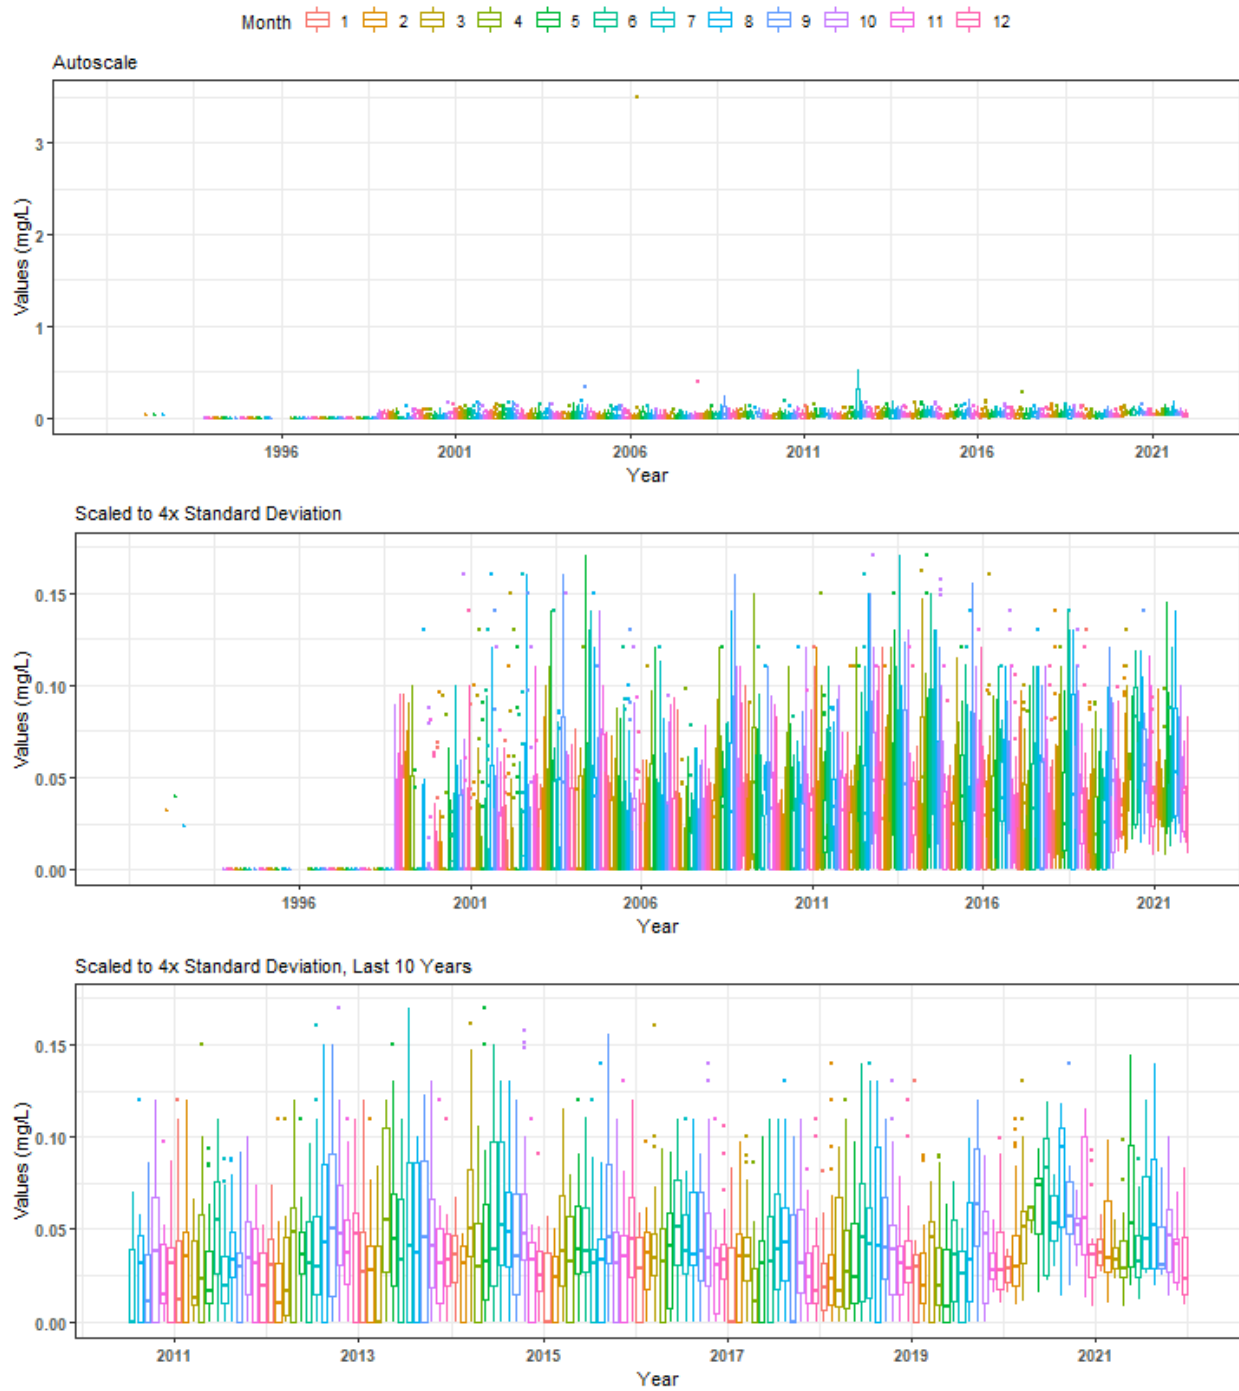 Month 1 2 3 4 5 6 7 8 9 10 11 12
Autoscale
3
2
1
0
Values (mg/L)
1996 2001 2006 2011 2016 2021
Year
Scaled to 4x Standard Deviation
0.15
0.10
0.05
0.00
Values (mg/L)
1996 2001 2006 2011 2016 2021
Year
Scaled to 4x Standard Deviation, Last 10 Years
0.15
0.10
0.05
0.00
Values (mg/L)
2011 2013 2015 2017 2019 2021
Year